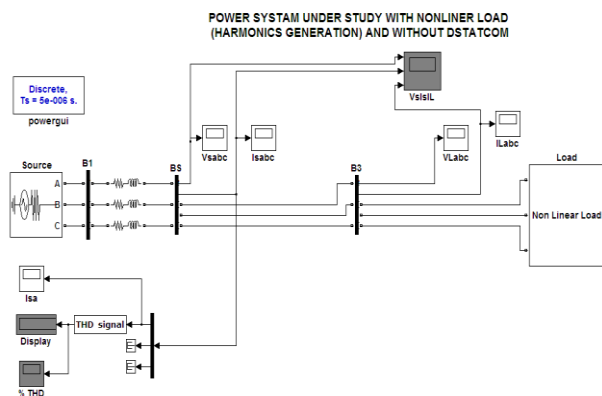 POWER SYSTAM UNDER STUDY WITH NONLINER LOAD
(HARMONICS GENERATION) AND WITHOUT DSTATCOM
Discrete,
Ts = 5e-006 s.
powergui
VsIsIL
Vsabc
Isabc
VLabc
ILabc
Source
B1
BS
B3
Load
A
B
C
Non Linear Load
Isa
THD signal
Display
% THD